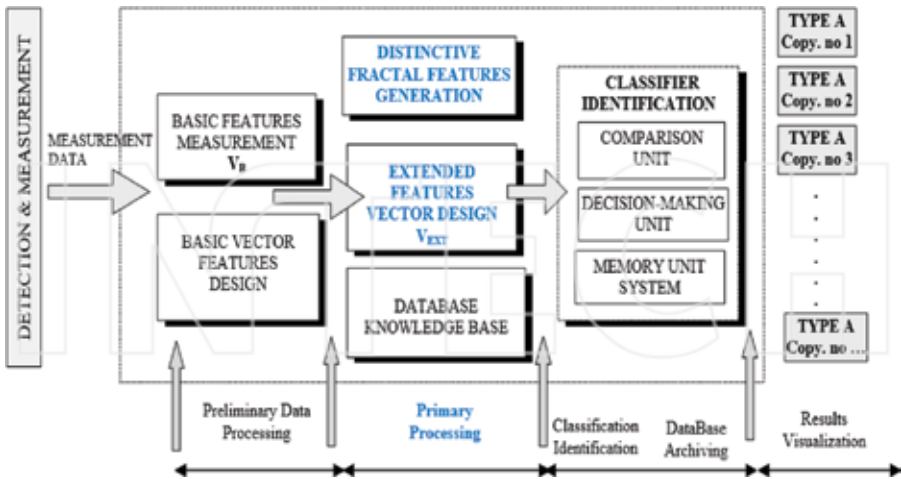 DETECTION & MEASUREMENT
MEASUREMENT
DATA
BASIC FEATURES
MEASUREMENT
V_B
BASIC VECTOR
FEATURES
DESIGN
DISTINCTIVE
FRACTAL FEATURES
GENERATION
EXTENDED
FEATURES
VECTOR DESIGN
V_EXT
DATABASE
KNOWLEDGE BASE
CLASSIFIER
IDENTIFICATION
COMPARISON
UNIT
DECISION-MAKING
UNIT
MEMORY UNIT
SYSTEM
TYPE A
Copy. no 1
TYPE A
Copy. no 2
TYPE A
Copy. no 3
TYPE A
Copy. no ...
Preliminary Data
Processing
Primary
Processing
Classification
Identification
DataBase
Archiving
Results
Visualization
INTECH